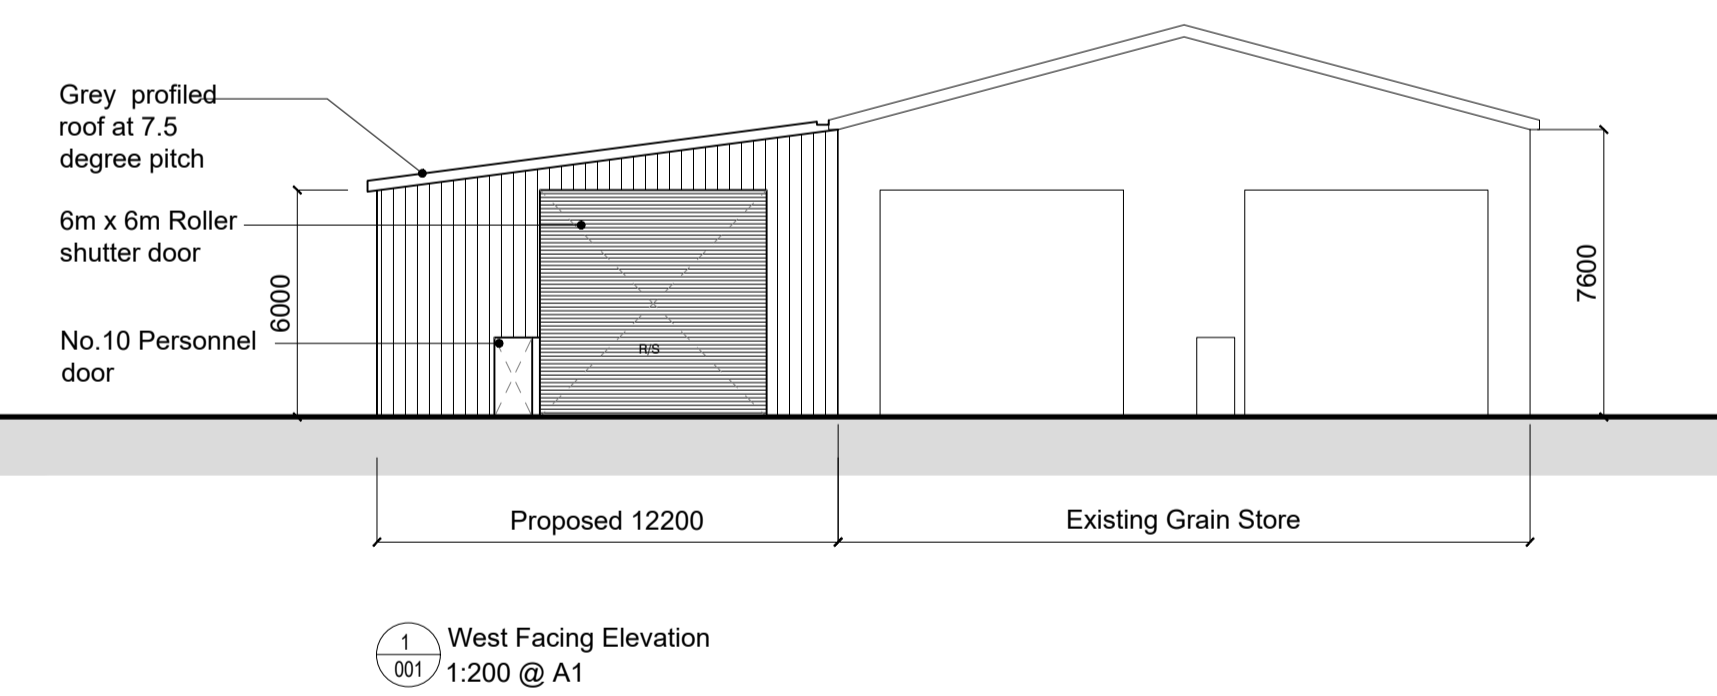 Grey profiled
roof at 7.5
degree pitch
6m x 6m Roller
shutter door
6000
No.10 Personnel
door
R/S
7600
Proposed 12200
Existing Grain Store
1
001
West Facing Elevation
1:200 @ A1